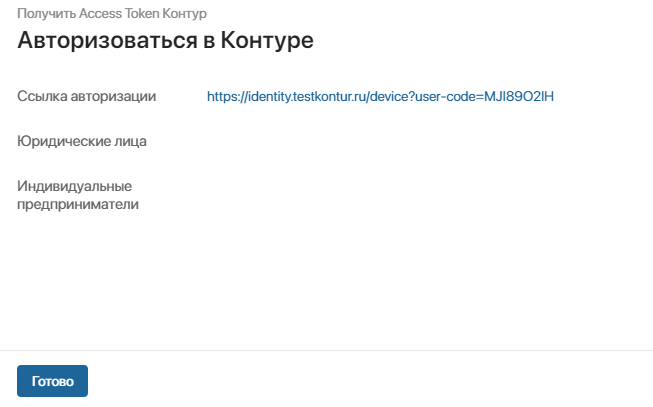 Получить Access Token Контур
Авторизоваться в Контуре
Ссылка авторизации https://identity.testkontur.ru/device?user-code=MJI89O2IH
Юридические лица
Индивидуальные
предприниматели
Готово